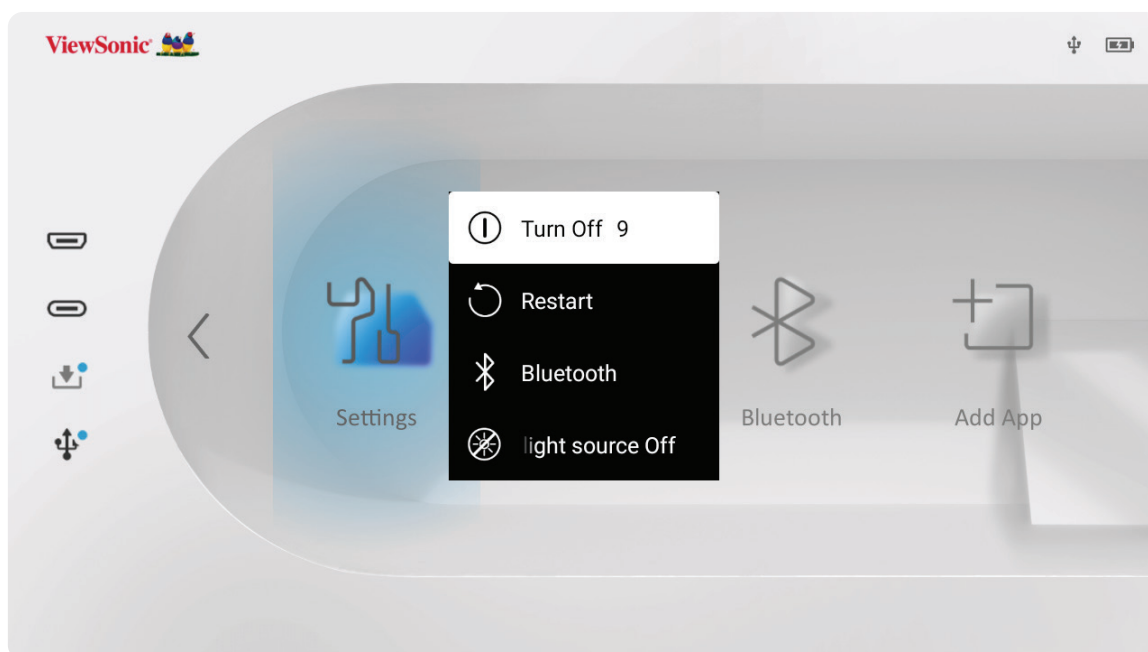 ViewSonic
Turn Off 9
Restart
Bluetooth
light source Off
Settings
Bluetooth
Add App